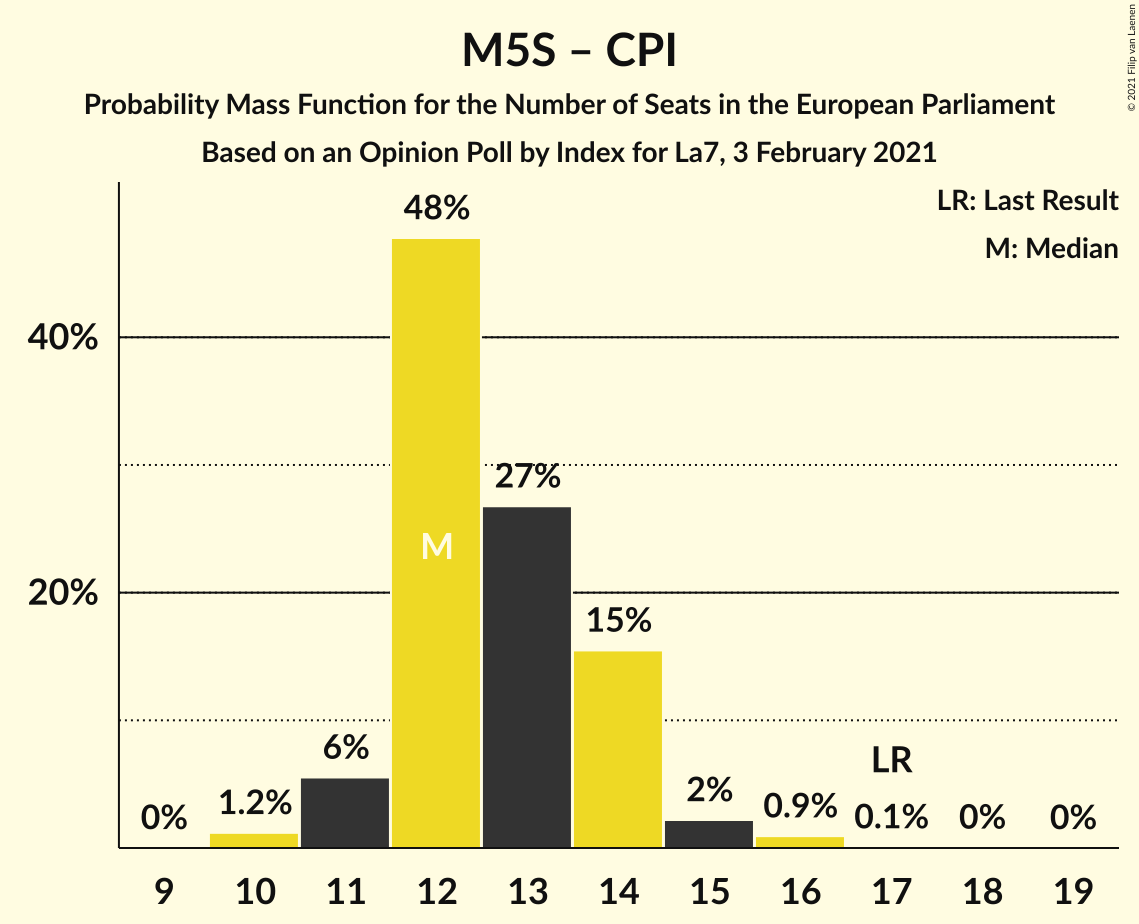 © 2021 Filip van Laenen
M5S – CPI
Probability Mass Function for the Number of Seats in the European Parliament
Based on an Opinion Poll by Index for La7, 3 February 2021
LR: Last Result
M: Median
48%
40%
27%
M
20%
15%
6%
LR
0%
1.2%
2%
0.9%
0.1%
0%
0%
9 10 11 12 13 14 15 16 17 18 19